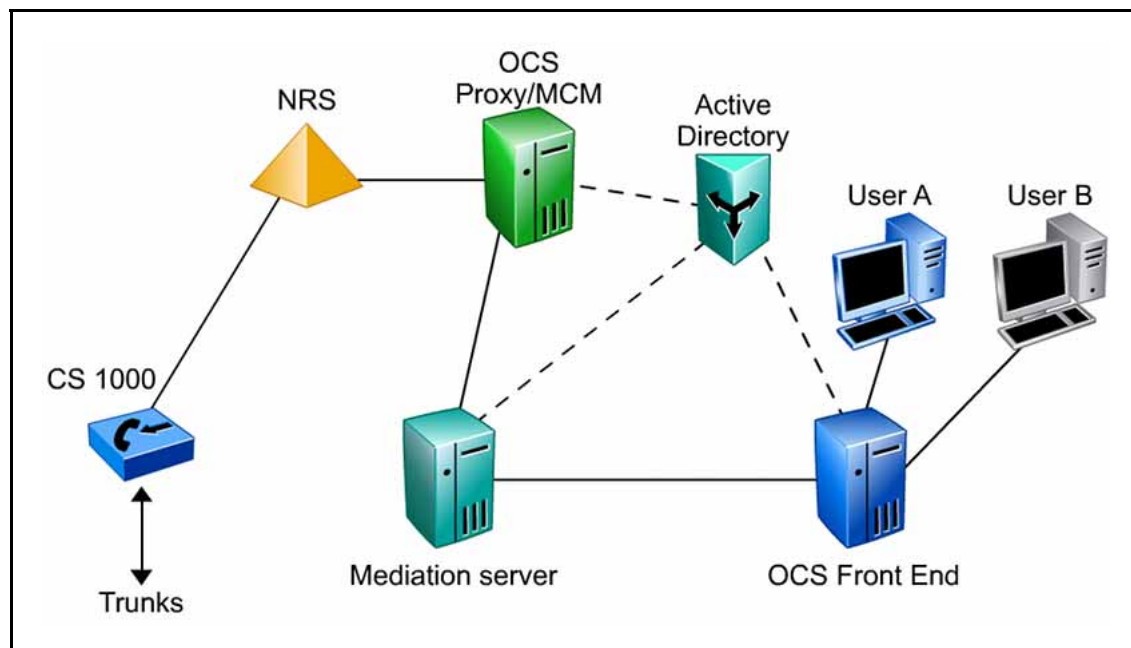 OCS
Proxy/MCM
NRS
Active
Directory
User A
User B
CS 1000
Mediation server
OCS Front End
Trunks